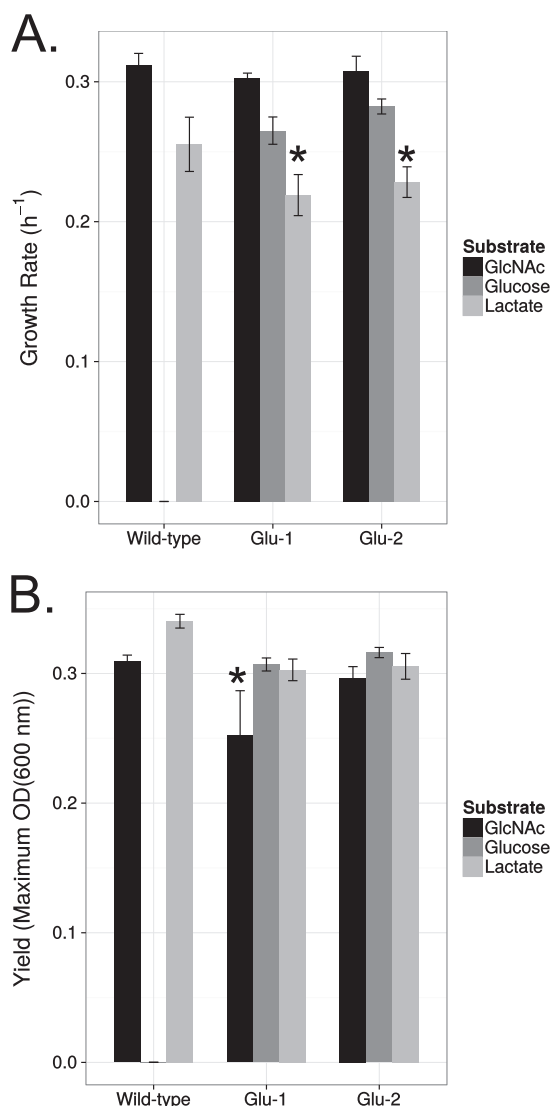 A.
Growth Rate (h⁻¹)
0.3
0.2
0.1
0.0
*
*
Wild-type
Glu-1
Glu-2
Substrate
GlcNAc
Glucose
Lactate
B.
Yield (Maximum OD(600 nm))
0.3
0.2
0.1
0.0
*
Wild-type
Glu-1
Glu-2
Substrate
GlcNAc
Glucose
Lactate